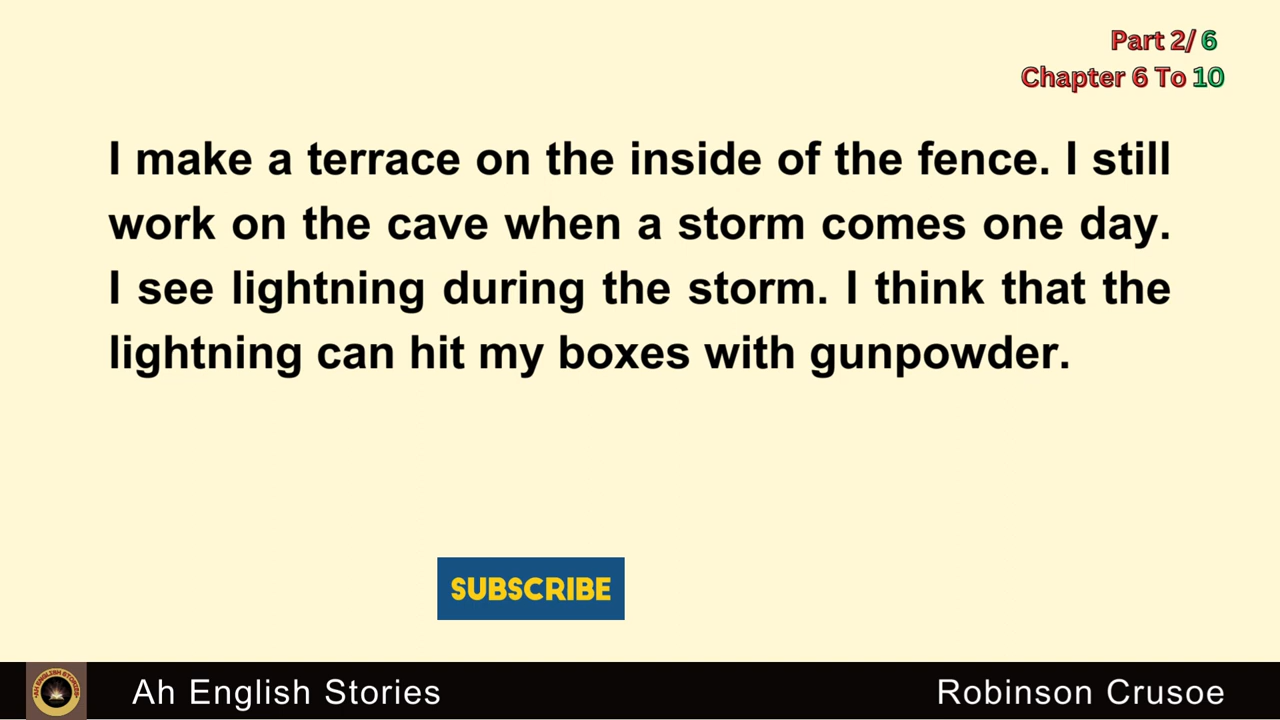 Part 2/ 6
Chapter 6 To 10
I make a terrace on the inside of the fence. I still
work on the cave when a storm comes one day.
I see lightning during the storm. I think that the
lightning can hit my boxes with gunpowder.
SUBSCRIBE
Ah English Stories
Robinson Crusoe